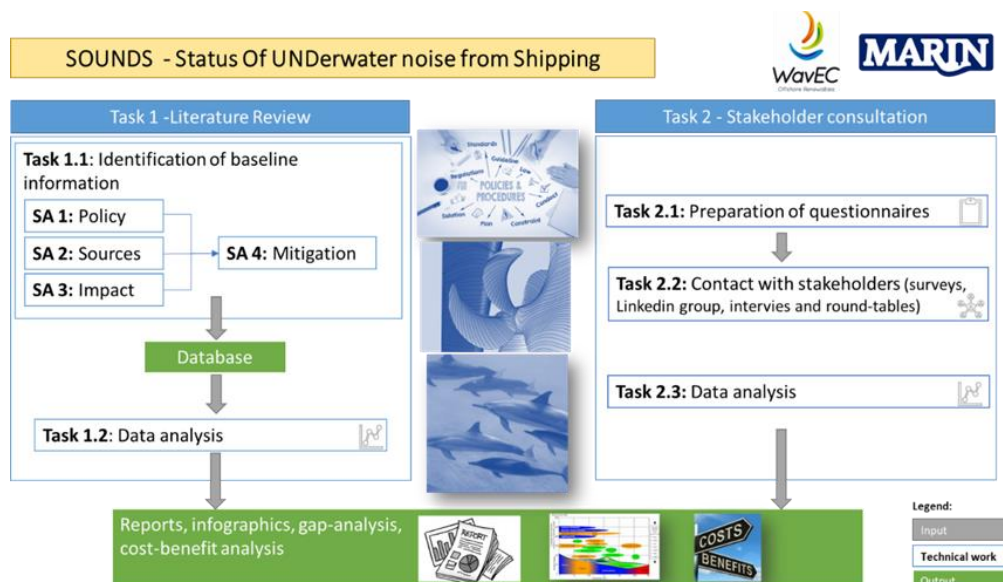 SOUNDS - Status Of UNDerwater noise from Shipping
WavEC
Offshore Renewables
MARIN
Task 1 -Literature Review
Task 1.1: Identification of baseline
information
SA 1: Policy
SA 2: Sources
SA 3: Impact
SA 4: Mitigation
Database
Task 1.2: Data analysis
Standards
Guideline
Law
Regulations
POLICIES &
PROCEDURES
Conduct
Solution
Plan
Constraint
Task 2 - Stakeholder consultation
Task 2.1: Preparation of questionnaires
Task 2.2: Contact with stakeholders (surveys,
Linkedin group, intervies and round-tables)
Task 2.3: Data analysis
Reports, infographics, gap-analysis,
cost-benefit analysis
REPORT
COSTS
BENEFITS
Legend:
Input
Technical work
Output